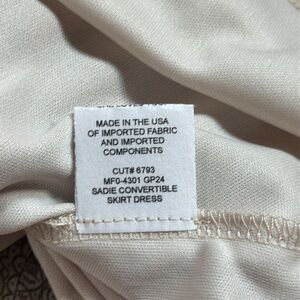 MADE IN THE USA
OF IMPORTED FABRIC
AND IMPORTED
COMPONENTS
CUT# 6793
MF0-4301 GP24
SADIE CONVERTIBLE
SKIRT DRESS